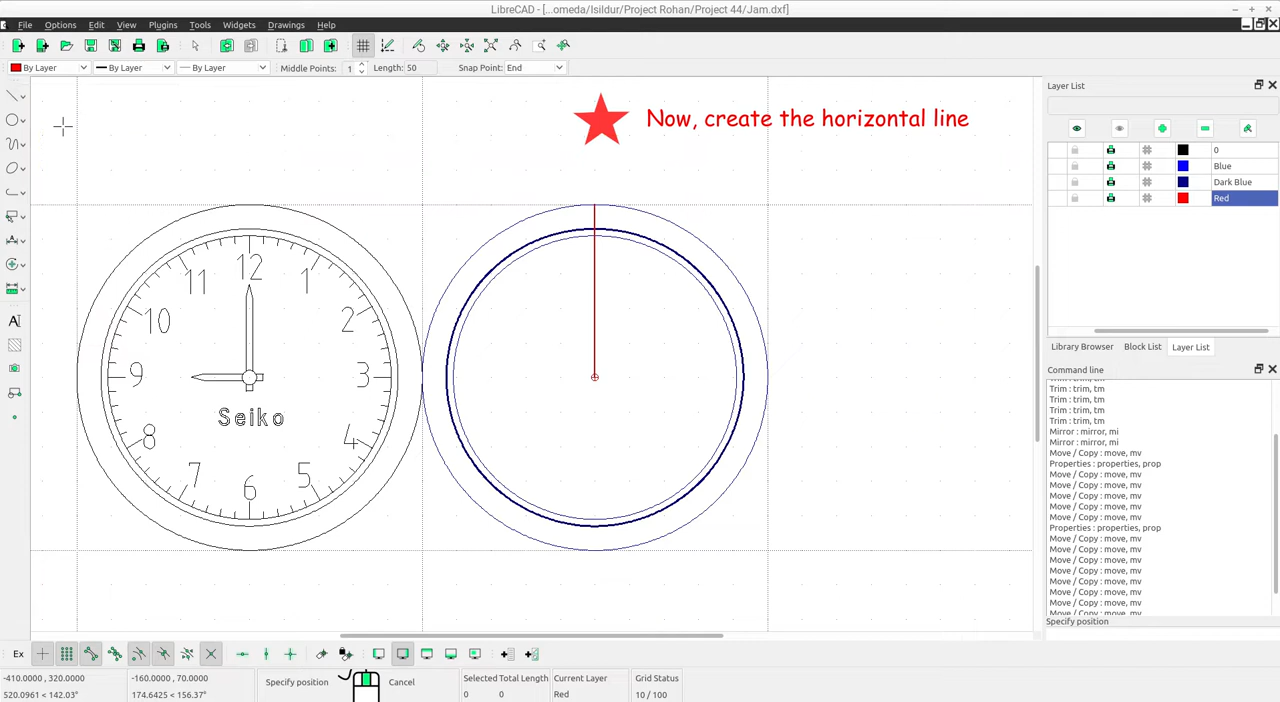 LibreCAD - [...omeda/Isildur/Project Rohan/Project 44/Jam.dxf]
File Options Edit View Plugins Tools Widgets Drawings Help
By Layer By Layer By Layer Middle Points: 1 Length: 50 Snap Point: End
Now, create the horizontal line
12
11 1
10 2
9 3
Seiko
8 4
7 5
6
Layer List
0
Blue
Dark Blue
Red
Library Browser Block List Layer List
Command line
Trim : trim, tm
Trim : trim, tm
Trim : trim, tm
Trim : trim, tm
Trim : trim, tm
Mirror : mirror, mi
Mirror : mirror, mi
Move / Copy : move, mv
Properties : properties, prop
Move / Copy : move, mv
Move / Copy : move, mv
Move / Copy : move, mv
Move / Copy : move, mv
Move / Copy : move, mv
Properties : properties, prop
Move / Copy : move, mv
Move / Copy : move, mv
Move / Copy : move, mv
Move / Copy : move, mv
Move / Copy : move, mv
Move / Copy : move, mv
Move / Copy : move, mv
Move / Copy : move, mv
Specify position
Ex
-410.0000 , 320.0000
520.0961 < 142.03°
-160.0000 , 70.0000
174.6425 < 156.37°
Specify position
Cancel
Selected Total Length
0 0
Current Layer
Red
Grid Status
10 / 100